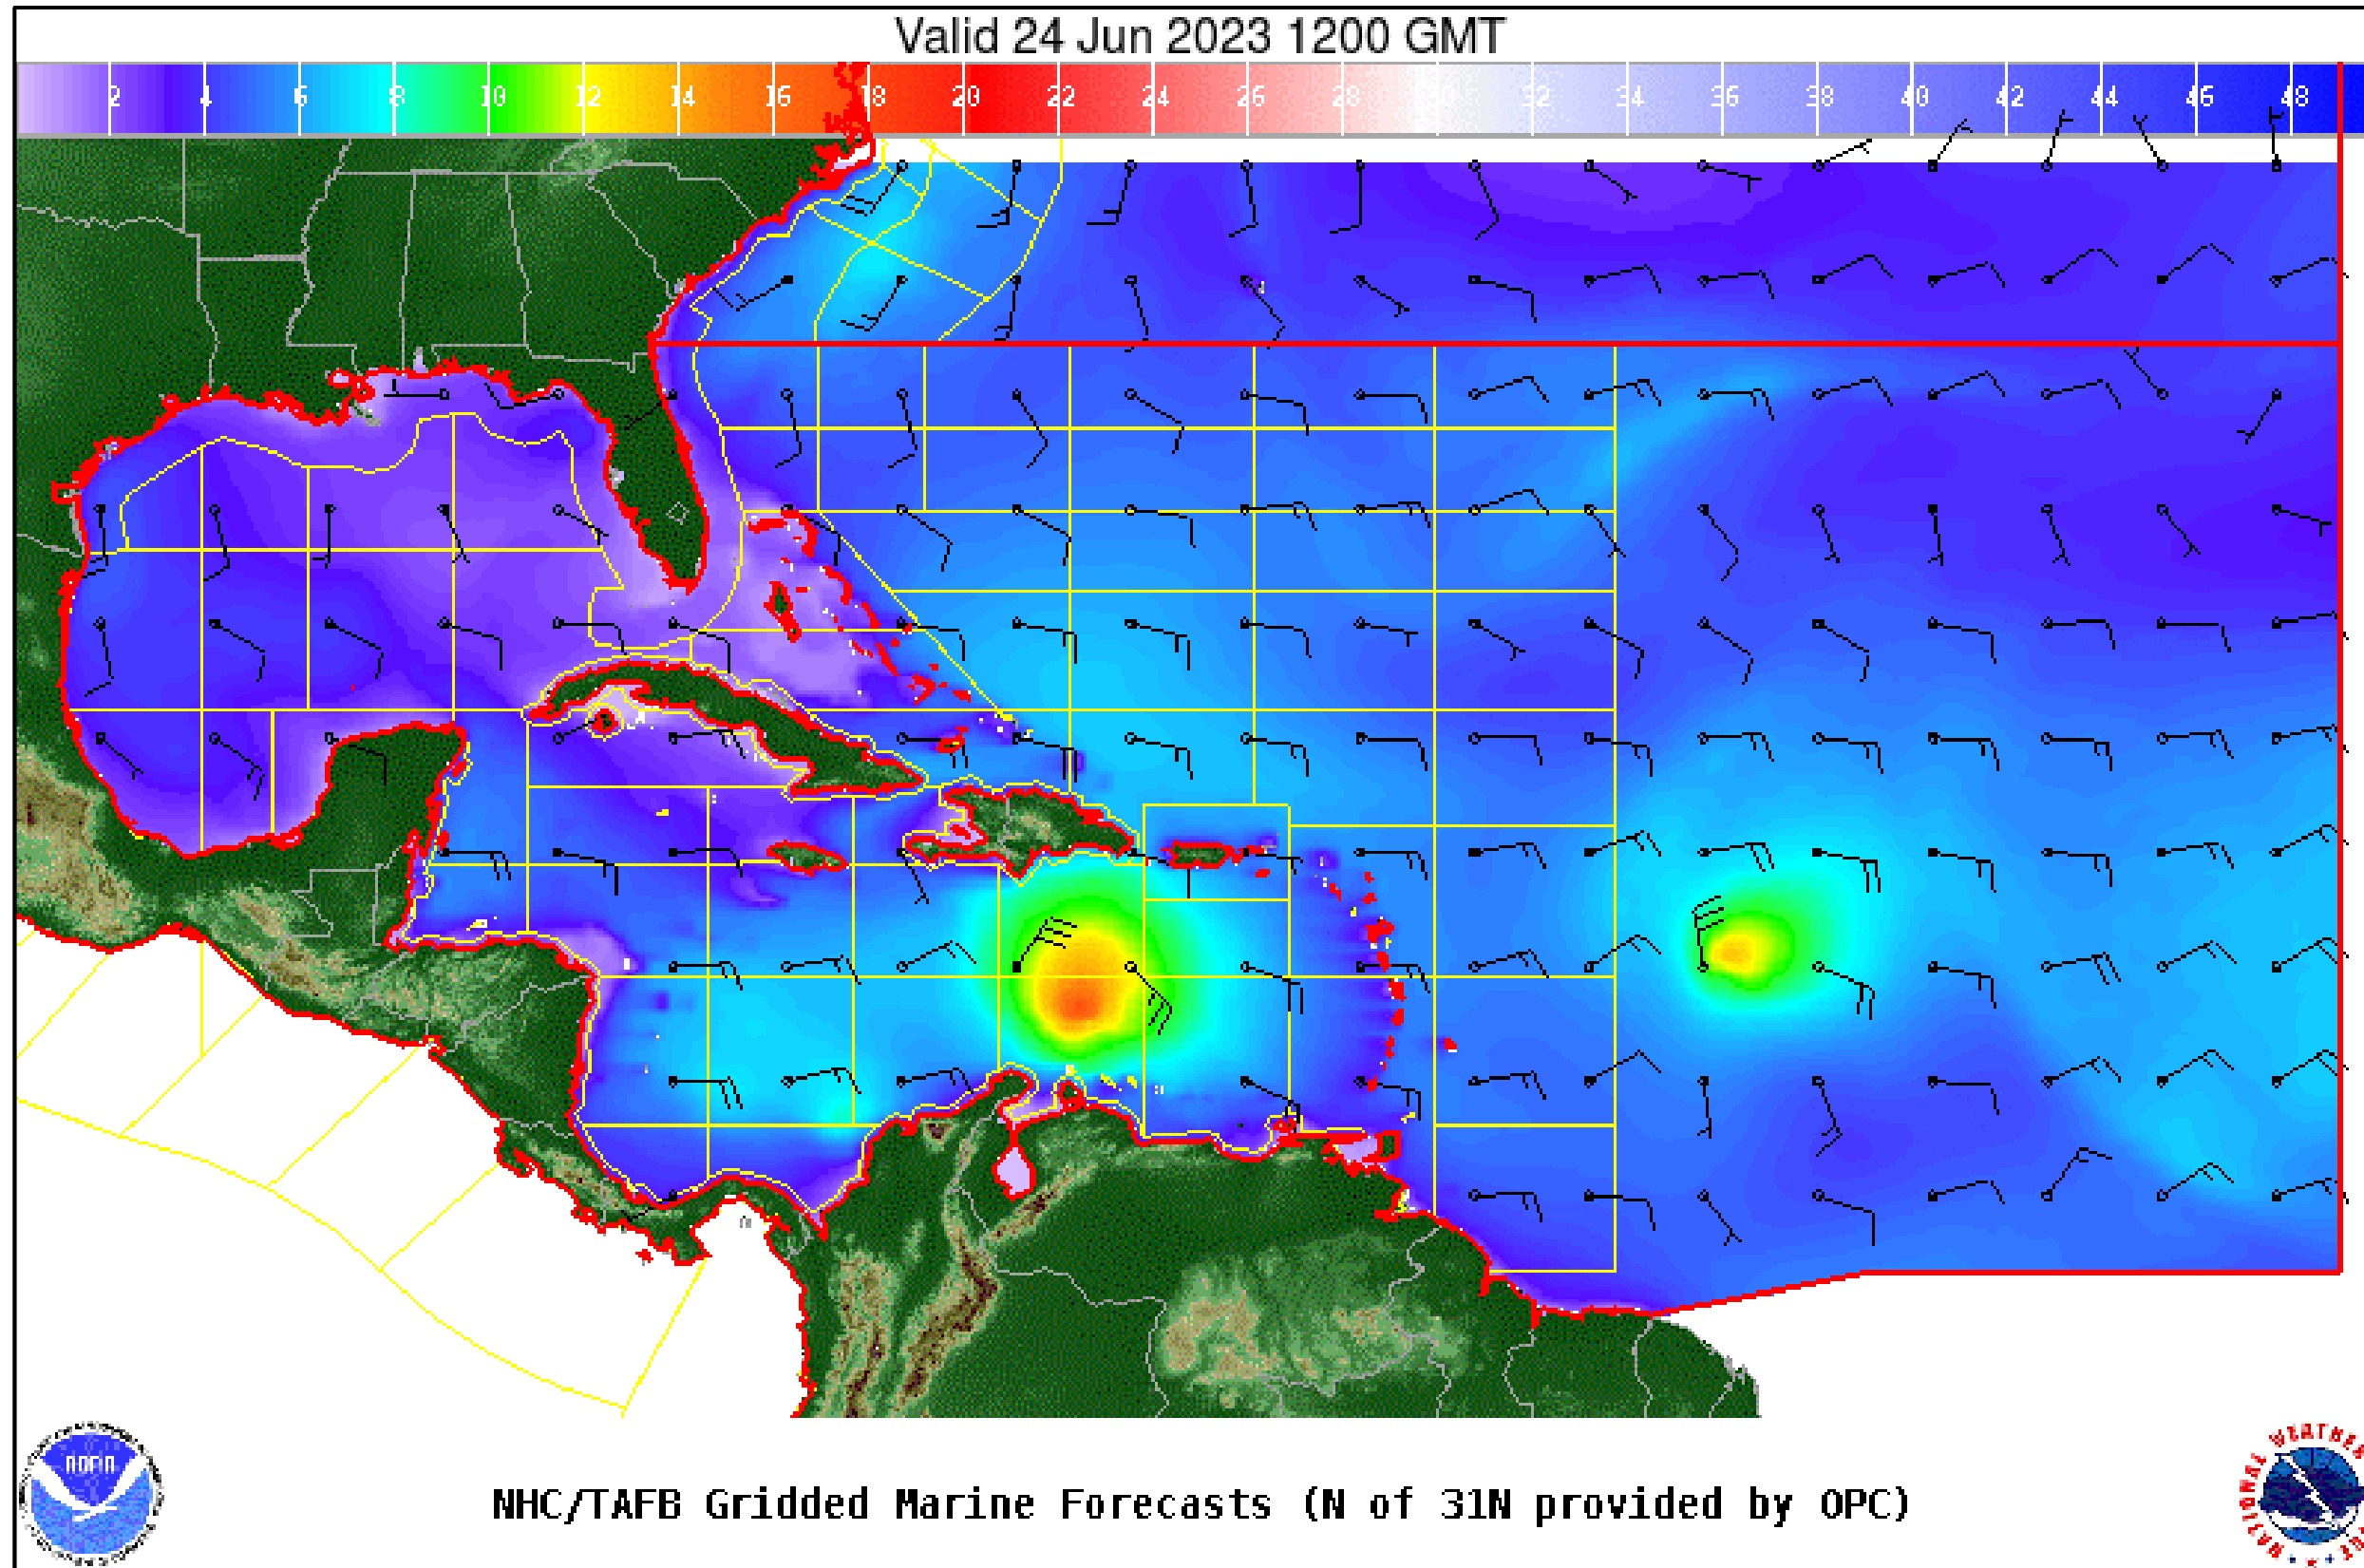 Valid 24 Jun 2023 1200 GMT
2 4 6 8 10 12 14 16 18 20 22 24 26 28 30 32 34 36 38 40 42 44 46 48
NHC/TAFB Gridded Marine Forecasts (N of 31N provided by OPC)